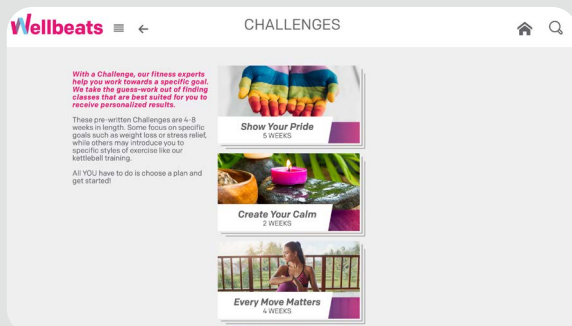 Wellbeats
CHALLENGES
With a Challenge, our fitness experts
help you work towards a specific goal.
We take the guess-work out of finding
classes that are best suited for you to
receive personalized results.
These pre-written Challenges are 4-8
weeks in length. Some focus on specific
goals such as weight loss or stress relief,
while others may introduce you to
specific styles of exercise like our
kettlebell training.
All YOU have to do is choose a plan and
get started!
Show Your Pride
5 WEEKS
Create Your Calm
2 WEEKS
Every Move Matters
4 WEEKS